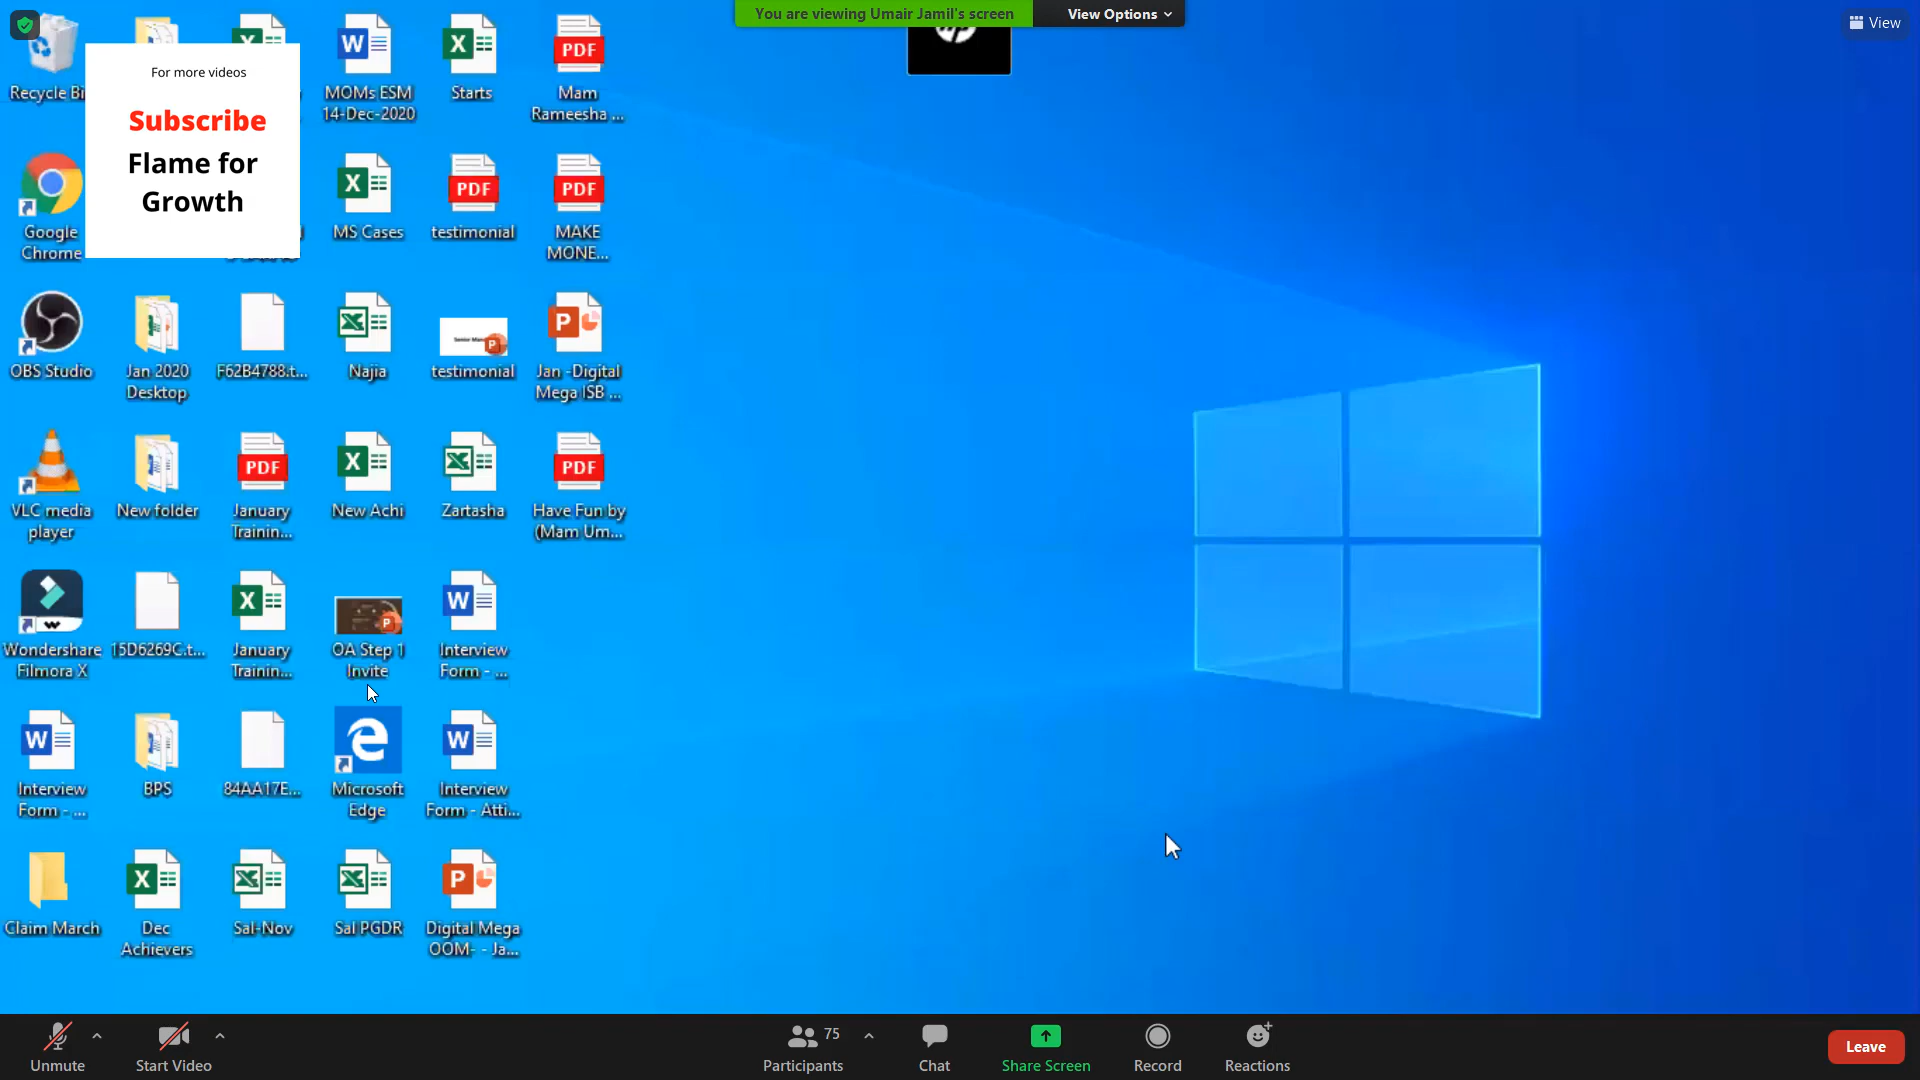 You are viewing Umair Jamil's screen
View Options
View
Recycle Bi
For more videos
Subscribe
Flame for
Growth
MOMs ESM
14-Dec-2020
Starts
Mam
Rameesha ...
Google
Chrome
MS Cases
testimonial
MAKE
MONE...
OBS Studio
Jan 2020
Desktop
F62B4788.t...
Najia
testimonial
Jan -Digital
Mega ISB ...
VLC media
player
New folder
January
Trainin...
New Achi
Zartasha
Have Fun by
(Mam Um...
Wondershare
Filmora X
15D6269C.t...
January
Trainin...
OA Step 1
Invite
Interview
Form - ...
Interview
Form - ...
BPS
84AA17E...
Microsoft
Edge
Interview
Form - Atti...
Claim March
Dec
Achievers
Sal-Nov
Sal PGDR
Digital Mega
OOM- - Ja...
Unmute
Start Video
75
Participants
Chat
Share Screen
Record
Reactions
Leave